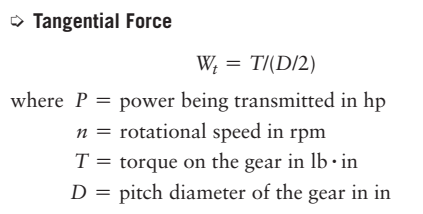 ➭ Tangential Force
Wt = T/(D/2)
where P = power being transmitted in hp
n = rotational speed in rpm
T = torque on the gear in lb · in
D = pitch diameter of the gear in in